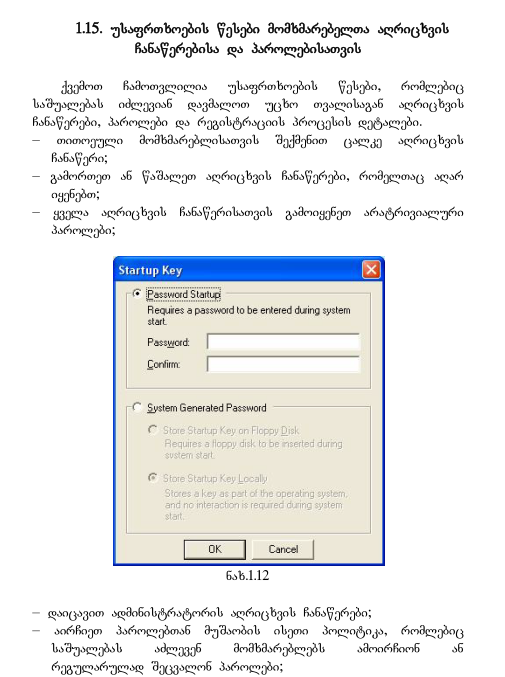 1.15. უსაფრთხოების წესები მომხმარებელთა აღრიცხვის
ჩანაწერებისა და პაროლებისათვის
ქვემოთ ჩამოთვლილია უსაფრთხოების წესები, რომლებიც
საშუალებას იძლევიან დავმალოთ უცხო თვალისაგან აღრიცხვის
ჩანაწერები, პაროლები და რეგისტრაციის პროცესის დეტალები.
– თითოეული მომხმარებლისათვის შექმენით ცალკე აღრიცხვის
ჩანაწერი;
– გამორთეთ ან წაშალეთ აღრიცხვის ჩანაწერები, რომელთაც აღარ
იყენებთ;
– ყველა აღრიცხვის ჩანაწერისათვის გამოიყენეთ არატრივიალური
პაროლები;
Startup Key
Password Startup
Requires a password to be entered during system
start.
Password:
Confirm:
System Generated Password
Store Startup Key on Floppy Disk
Requires a floppy disk to be inserted during
system start.
Store Startup Key Locally
Stores a key as part of the operating system,
and no interaction is required during system
start.
OK Cancel
ნახ.1.12
– დაიცავით ადმინისტრატორის აღრიცხვის ჩანაწერები;
– აირჩიეთ პაროლებთან მუშაობის ისეთი პოლიტიკა, რომლებიც
საშუალებას აძლევენ მომხმარებლებს ამოირჩიონ ან
რეგულარულად შეცვალონ პაროლები;